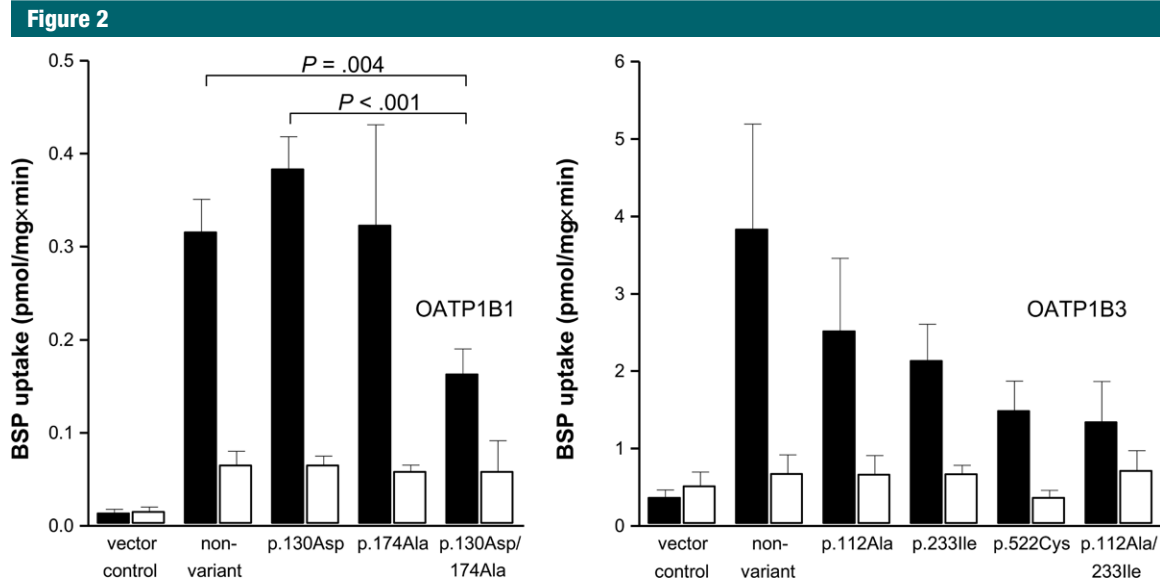 Figure 2
BSP uptake (pmol/mg×min)
0.5
0.4
0.3
0.2
0.1
0.0
P = .004
P < .001
OATP1B1
vector
control
non-
variant
p.130Asp
p.174Ala
p.130Asp/
174Ala
BSP uptake (pmol/mg×min)
6
5
4
3
2
1
0
OATP1B3
vector
control
non-
variant
p.112Ala
p.233Ile
p.522Cys
p.112Ala/
233Ile